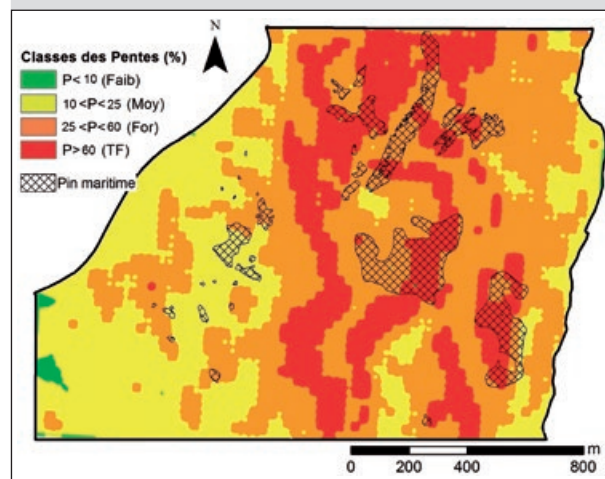 N
Classes des Pentes (%)
P< 10 (Faib)
10 <P< 25 (Moy)
25 <P<60 (For)
P>60 (TF)
Pin maritime
m
0 200 400 800